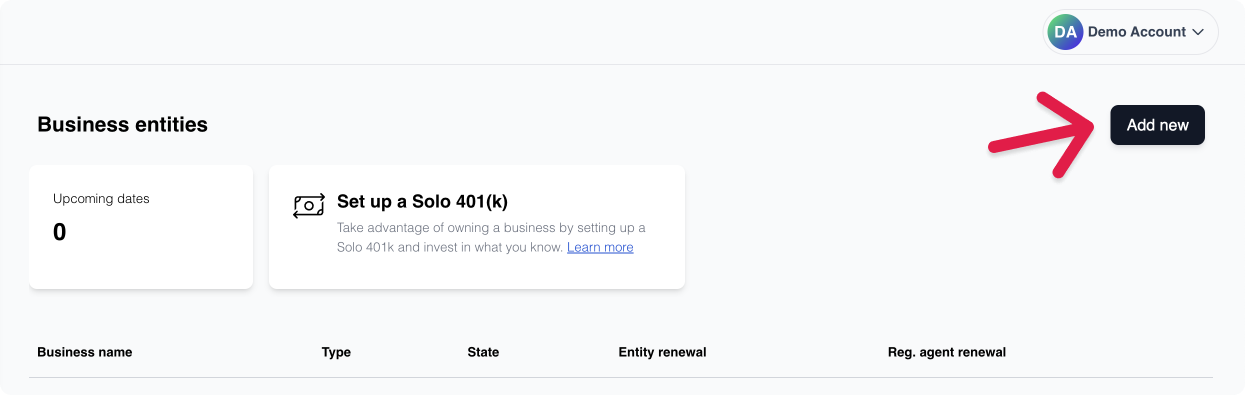 DA Demo Account
Business entities
Add new
Upcoming dates
0
Set up a Solo 401(k)
Take advantage of owning a business by setting up a
Solo 401k and invest in what you know. Learn more
Business name Type State Entity renewal Reg. agent renewal